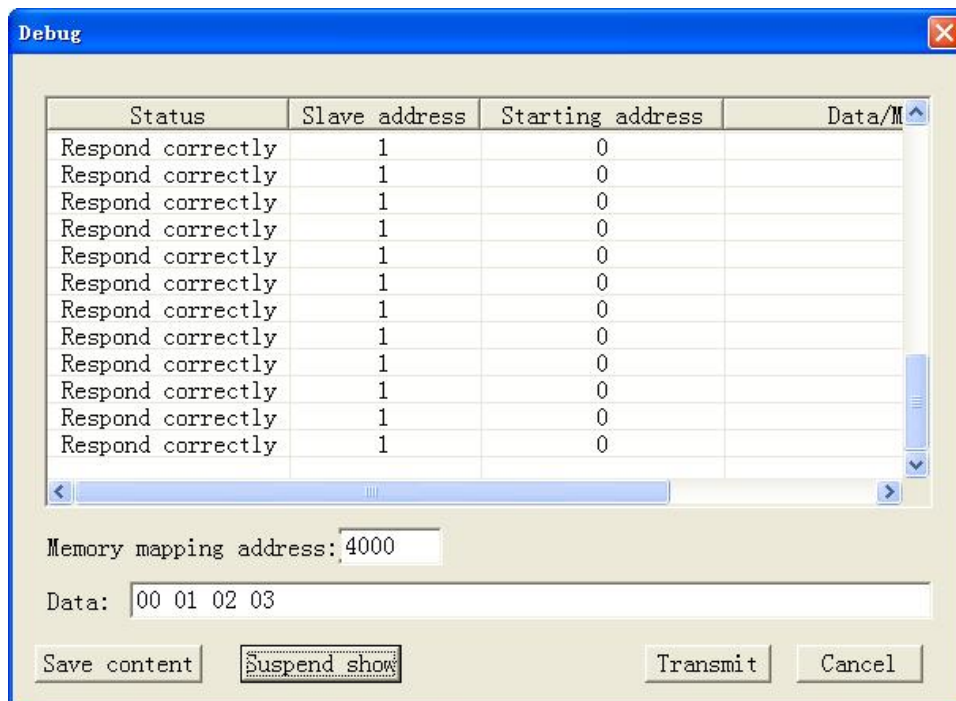 Debug
Status Slave address Starting address Data/M
Respond correctly 1 0
Respond correctly 1 0
Respond correctly 1 0
Respond correctly 1 0
Respond correctly 1 0
Respond correctly 1 0
Respond correctly 1 0
Respond correctly 1 0
Respond correctly 1 0
Respond correctly 1 0
Respond correctly 1 0
Respond correctly 1 0
Memory mapping address: 4000
Data: 00 01 02 03
Save content Suspend show Transmit Cancel